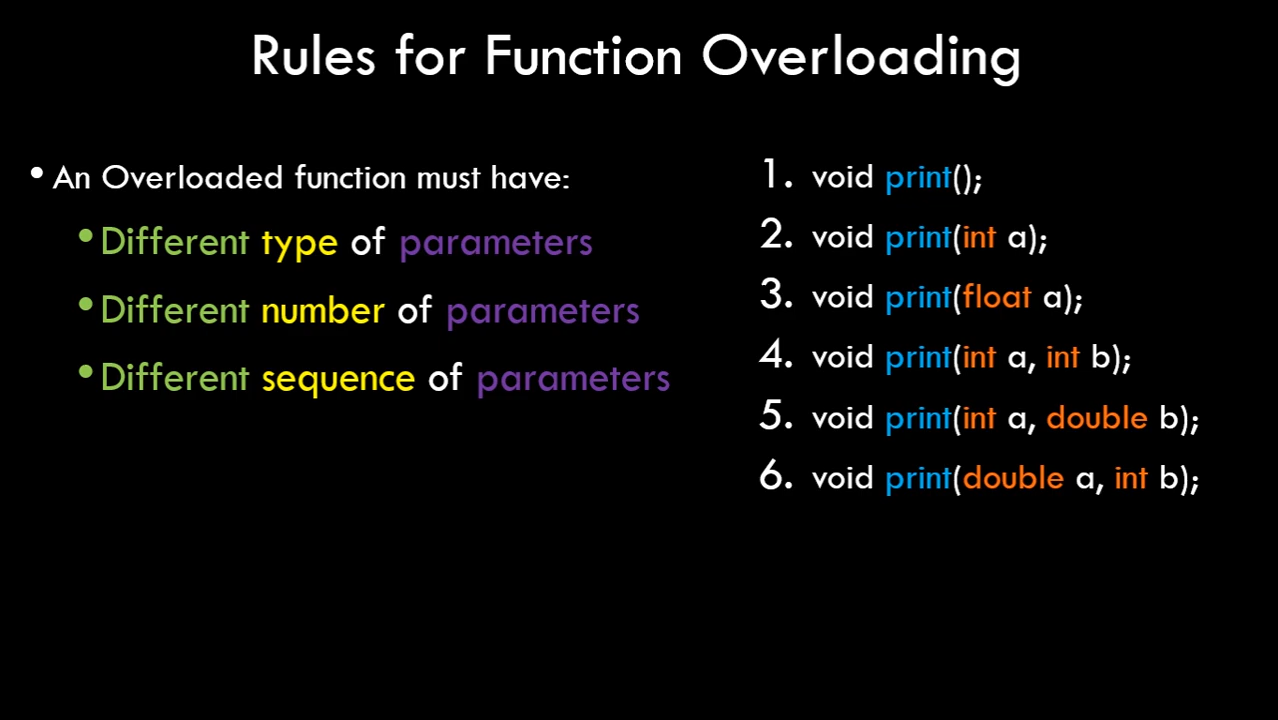 Rules for Function Overloading
• An Overloaded function must have:
• Different type of parameters
• Different number of parameters
• Different sequence of parameters
1. void print();
2. void print(int a);
3. void print(float a);
4. void print(int a, int b);
5. void print(int a, double b);
6. void print(double a, int b);